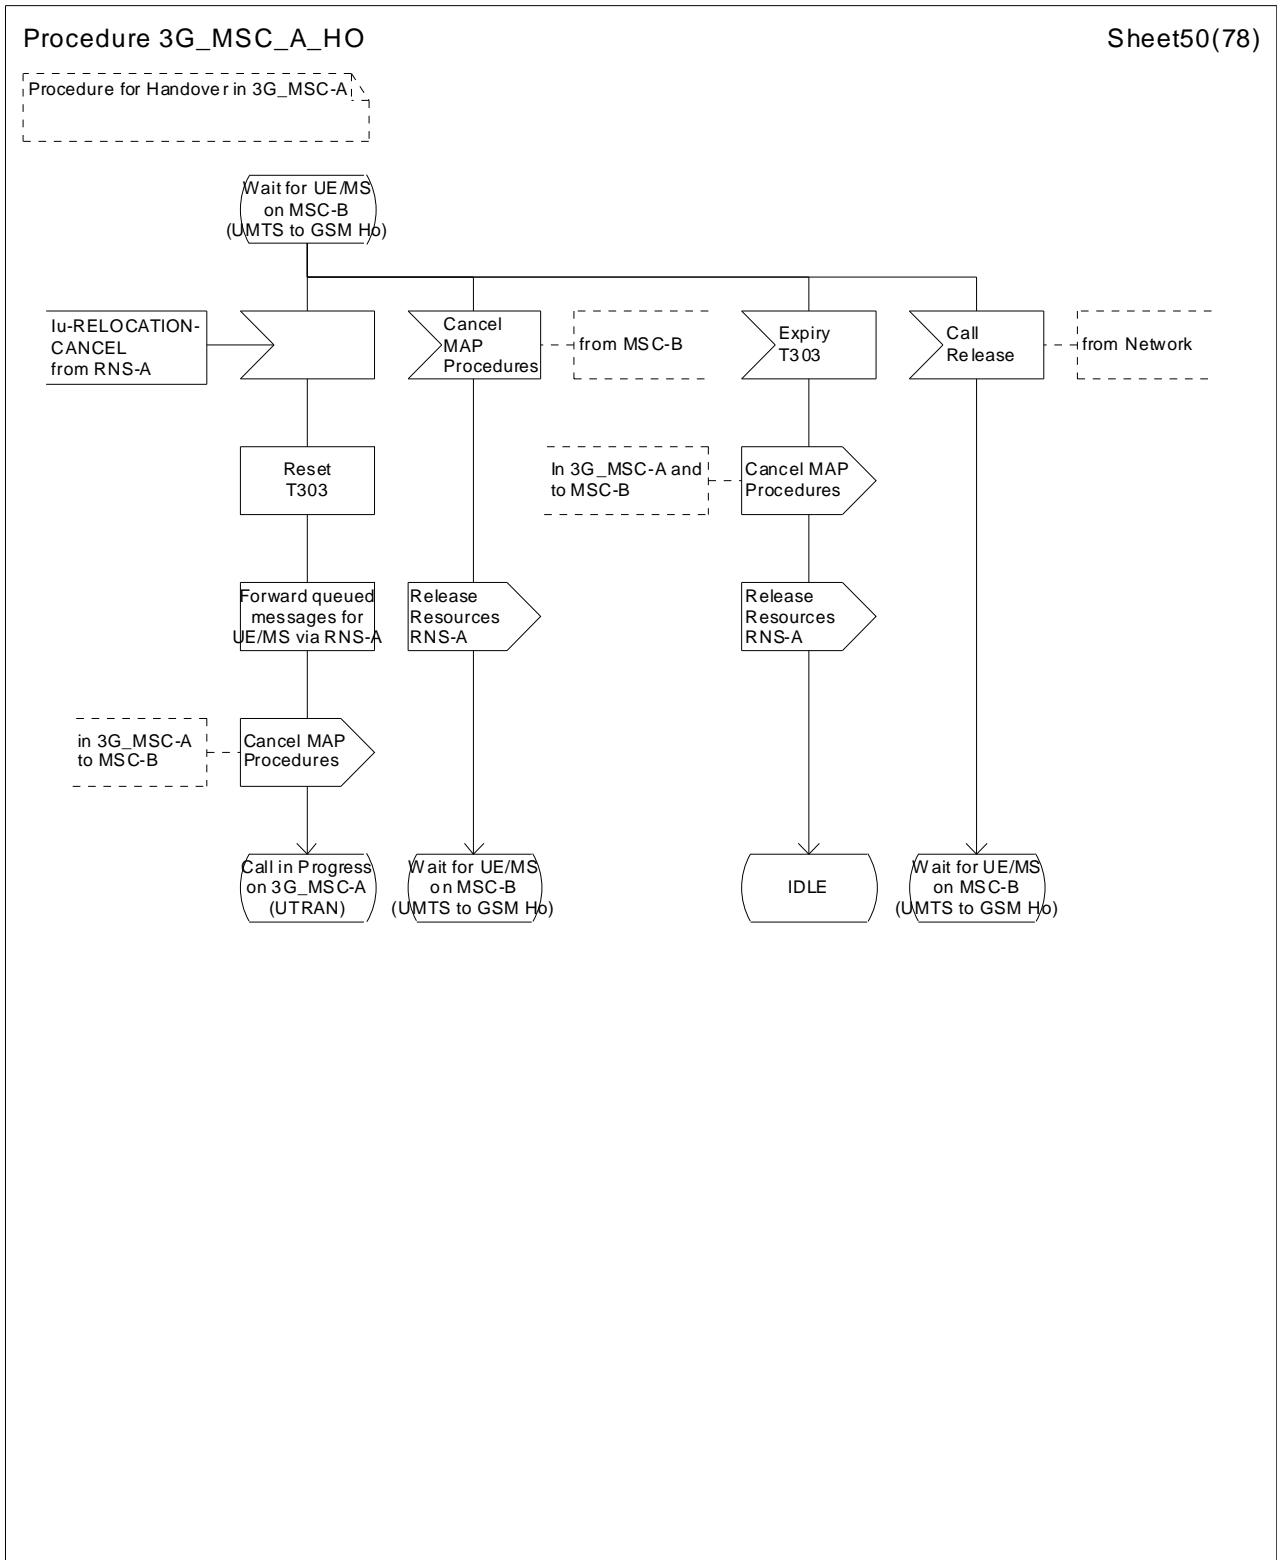 Procedure 3G_MSC_A_HO
Sheet50(78)
Procedure for Handover in 3G_MSC-A
Wait for UE/MS
on MSC-B
(UMTS to GSM Ho)
Iu-RELOCATION-
CANCEL
from RNS-A
Cancel
MAP
Procedures
from MSC-B
Expiry
T303
Call
Release
from Network
Reset
T303
In 3G_MSC-A and
to MSC-B
Cancel MAP
Procedures
Forward queued
messages for
UE/MS via RNS-A
Release
Resources
RNS-A
Release
Resources
RNS-A
in 3G_MSC-A
to MSC-B
Cancel MAP
Procedures
Call in Progress
on 3G_MSC-A
(UTRAN)
Wait for UE/MS
on MSC-B
(UMTS to GSM Ho)
IDLE
Wait for UE/MS
on MSC-B
(UMTS to GSM Ho)